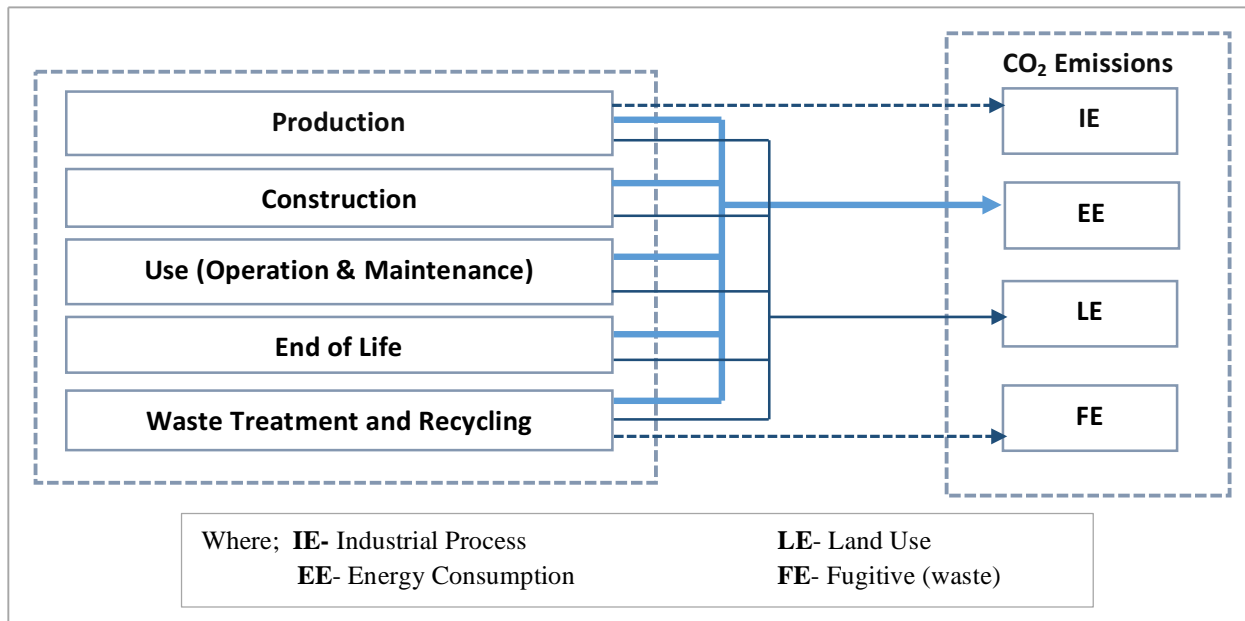 CO₂ Emissions
Production
IE
Construction
EE
Use (Operation & Maintenance)
LE
End of Life
Waste Treatment and Recycling
FE
Where; IE- Industrial Process
LE- Land Use
EE- Energy Consumption
FE- Fugitive (waste)